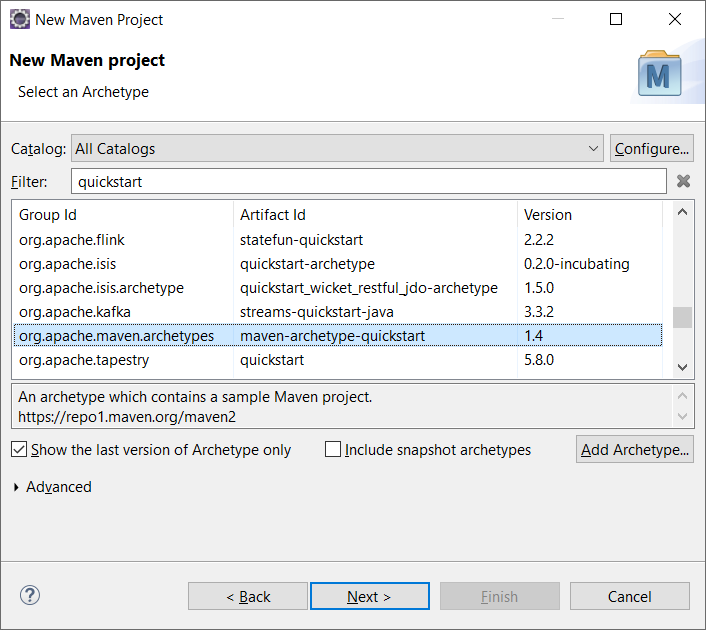 New Maven Project
New Maven project
Select an Archetype
M
Catalog: All Catalogs Configure...
Filter: quickstart
Group Id Artifact Id Version
org.apache.flink statefun-quickstart 2.2.2
org.apache.isis quickstart-archetype 0.2.0-incubating
org.apache.isis.archetype quickstart_wicket_restful_jdo-archetype 1.5.0
org.apache.kafka streams-quickstart-java 3.3.2
org.apache.maven.archetypes maven-archetype-quickstart 1.4
org.apache.tapestry quickstart 5.8.0
An archetype which contains a sample Maven project.
https://repo1.maven.org/maven2
Show the last version of Archetype only Include snapshot archetypes Add Archetype...
Advanced
? < Back Next > Finish Cancel